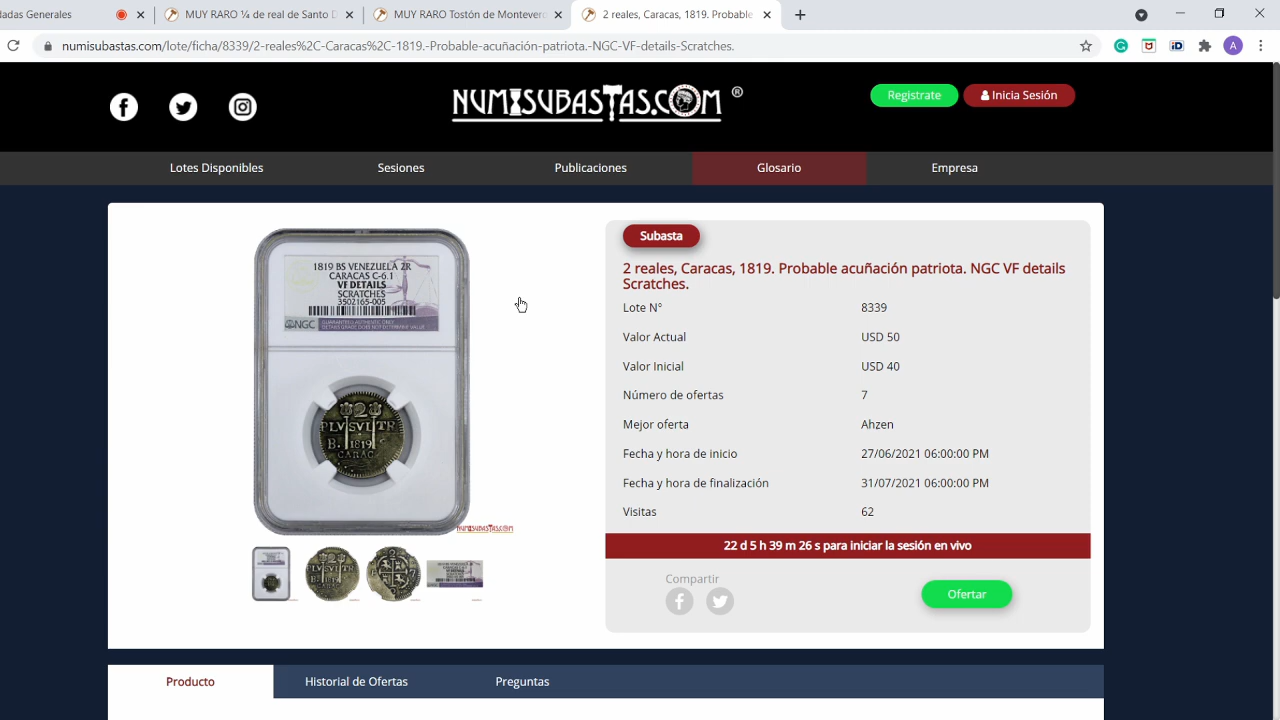 ladas Generales
MUY RARO ¼ de real de Santo D
MUY RARO Tostón de Montever
2 reales, Caracas, 1819. Probable
numisubastas.com/lote/ficha/8339/2-reales%2C-Caracas%2C-1819.-Probable-acuñación-patriota.-NGC-VF-details-Scratches.
A
NUMISUBASTAS.COM ®
Registrate
Inicia Sesión
Lotes Disponibles
Sesiones
Publicaciones
Glosario
Empresa
1819 BS VENEZUELA 2R
CARACAS C-6.1
VF DETAILS
SCRATCHES
3502165-005
NGC
2
PLVSVLTR
B. 1819
CARAC
NUMISUBASTAS.COM
Subasta
2 reales, Caracas, 1819. Probable acuñación patriota. NGC VF details
Scratches.
Lote N° 8339
Valor Actual USD 50
Valor Inicial USD 40
Número de ofertas 7
Mejor oferta Ahzen
Fecha y hora de inicio 27/06/2021 06:00:00 PM
Fecha y hora de finalización 31/07/2021 06:00:00 PM
Visitas 62
22 d 5 h 39 m 26 s para iniciar la sesión en vivo
Compartir
Ofertar
Producto
Historial de Ofertas
Preguntas